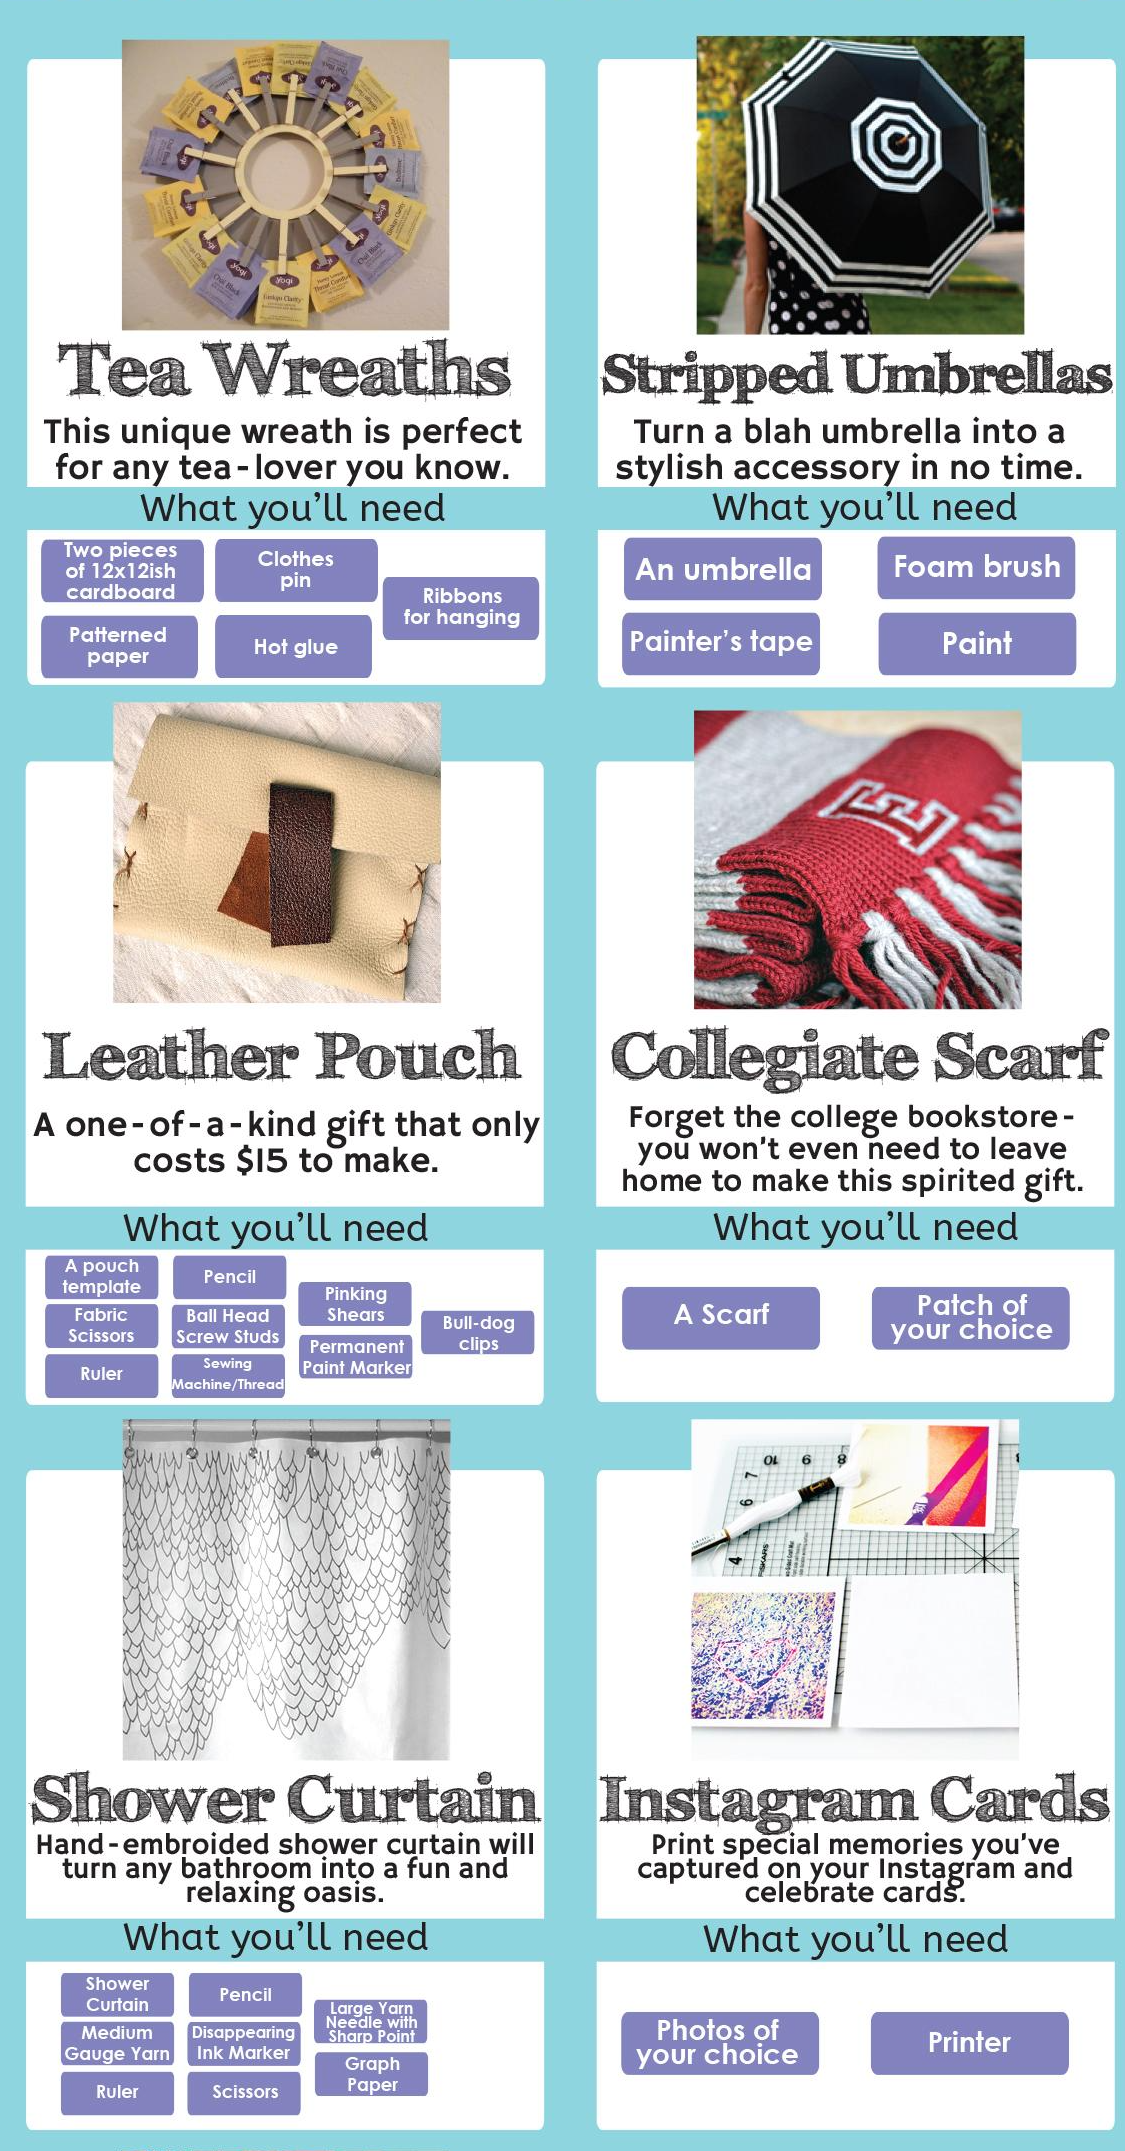 Tea Wreaths
This unique wreath is perfect
for any tea-lover you know.
What you'll need
Two pieces
of 12x12ish
cardboard
Clothes
pin
Ribbons
for hanging
Patterned
paper
Hot glue
Stripped Umbrellas
Turn a blah umbrella into a
stylish accessory in no time.
What you'll need
An umbrella
Foam brush
Painter's tape
Paint
Leather Pouch
A one-of-a-kind gift that only
costs $15 to make.
What you'll need
A pouch
template
Pencil
Pinking
Shears
Fabric
Scissors
Ball Head
Screw Studs
Bull-dog
clips
Permanent
Paint Marker
Ruler
Sewing
Machine/Thread
E
Collegiate Scarf
Forget the college bookstore-
you won't even need to leave
home to make this spirited gift.
What you'll need
A Scarf
Patch of
your choice
Shower Curtain
Hand-embroided shower curtain will
turn any bathroom into a fun and
relaxing oasis.
What you'll need
Shower
Curtain
Pencil
Large Yarn
Needle with
Sharp Point
Medium
Gauge Yarn
Disappearing
Ink Marker
Graph
Paper
Ruler
Scissors
Instagram Cards
Print special memories you've
captured on your Instagram and
celebrate cards.
What you'll need
Photos of
your choice
Printer